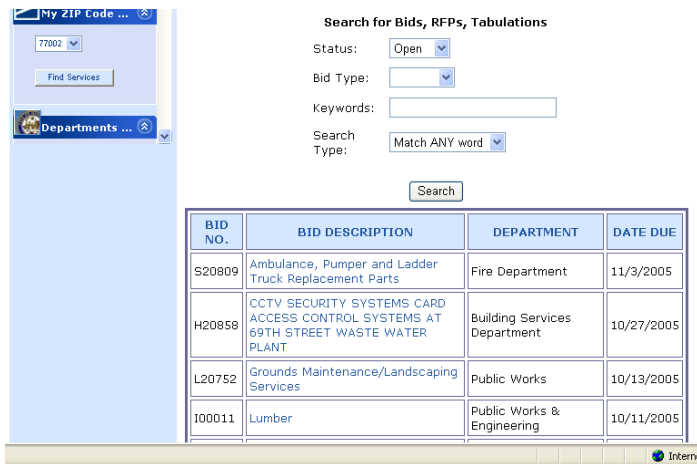 My ZIP Code ...
77002
Find Services
Departments ...
Search for Bids, RFPs, Tabulations
Status:
Open
Bid Type:
Keywords:
Search
Type:
Match ANY word
Search
BID
NO.
BID DESCRIPTION
DEPARTMENT
DATE DUE
S20809
Ambulance, Pumper and Ladder
Truck Replacement Parts
Fire Department
11/3/2005
H20858
CCTV SECURITY SYSTEMS CARD
ACCESS CONTROL SYSTEMS AT
69TH STREET WASTE WATER
PLANT
Building Services
Department
10/27/2005
L20752
Grounds Maintenance/Landscaping
Services
Public Works
10/13/2005
I00011
Lumber
Public Works &
Engineering
10/11/2005
Intern